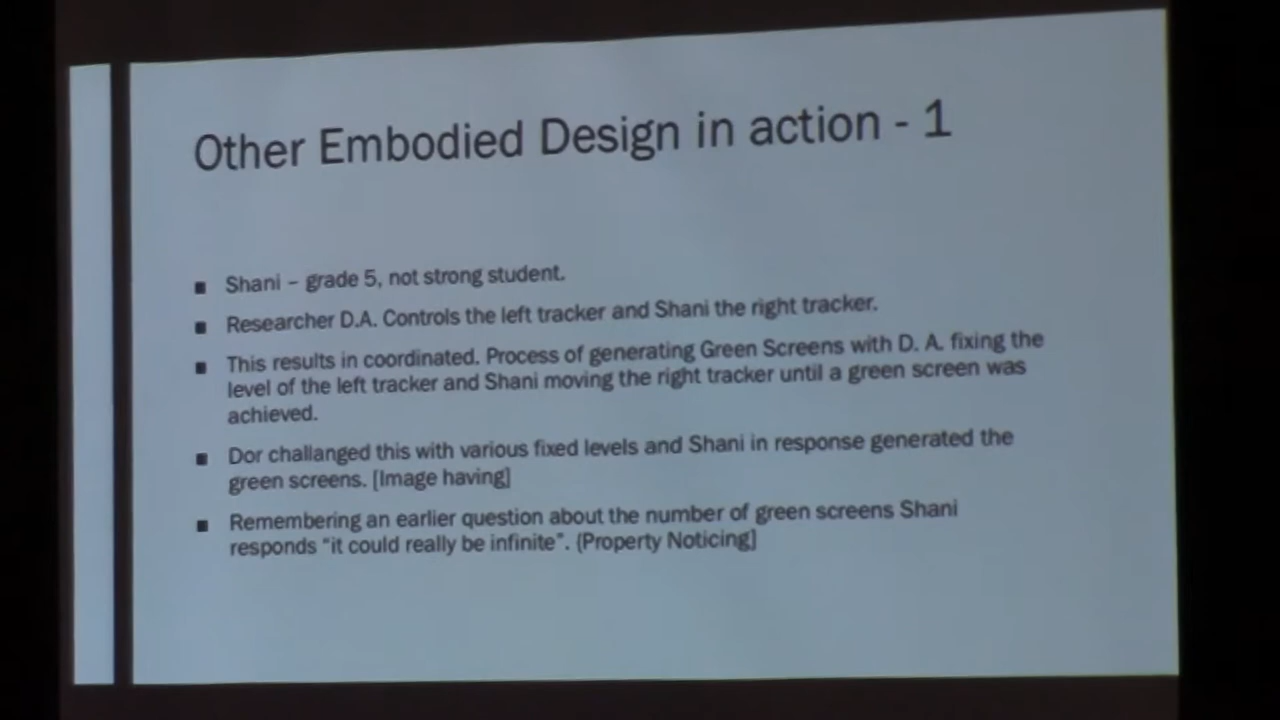 Other Embodied Design in action - 1
▪ Shani – grade 5, not strong student.
▪ Researcher D.A. Controls the left tracker and Shani the right tracker.
▪ This results in coordinated. Process of generating Green Screens with D. A. fixing the
level of the left tracker and Shani moving the right tracker until a green screen was
achieved.
▪ Dor challanged this with various fixed levels and Shani in response generated the
green screens. [Image having]
▪ Remembering an earlier question about the number of green screens Shani
responds “it could really be infinite”. (Property Noticing]